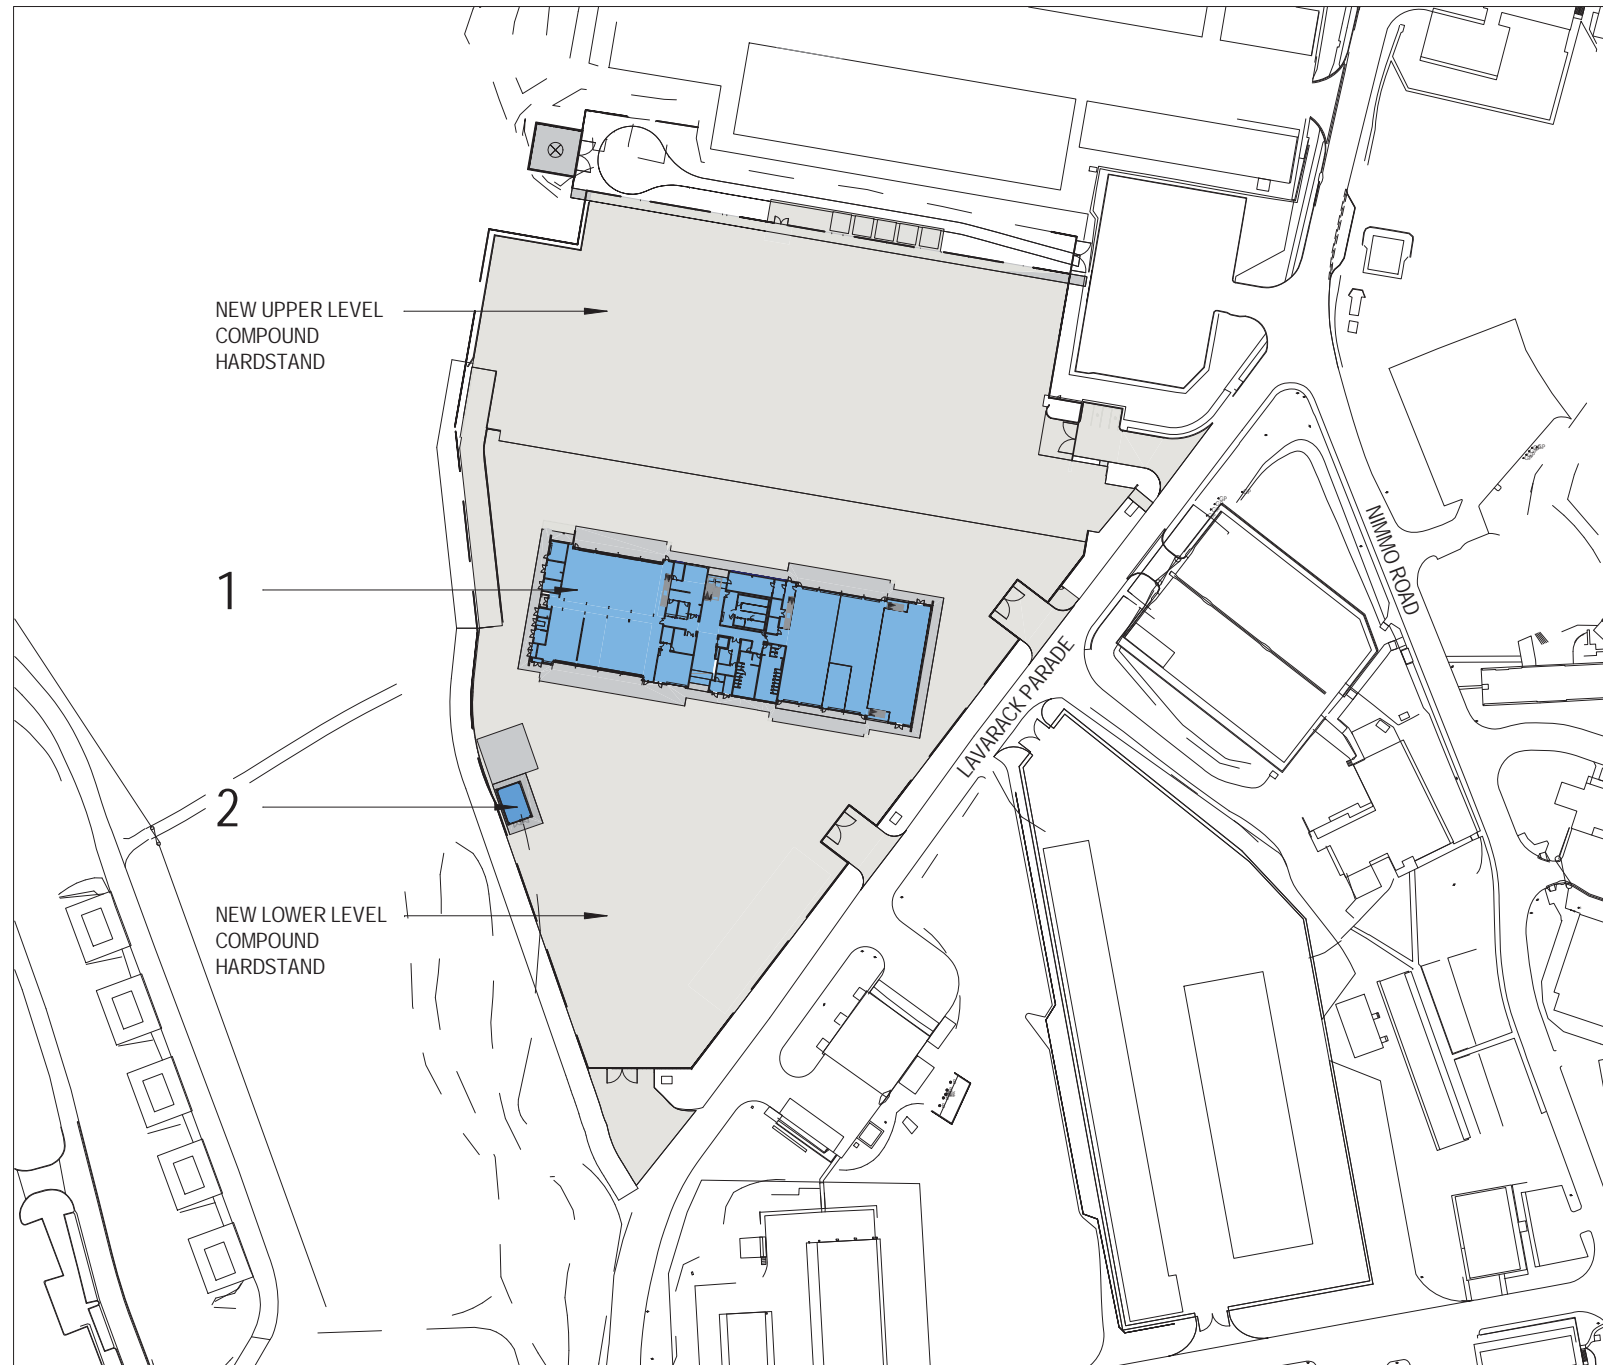 NEW UPPER LEVEL
COMPOUND
HARDSTAND
NIMMO ROAD
1
LAVARACK PARADE
2
NEW LOWER LEVEL
COMPOUND
HARDSTAND